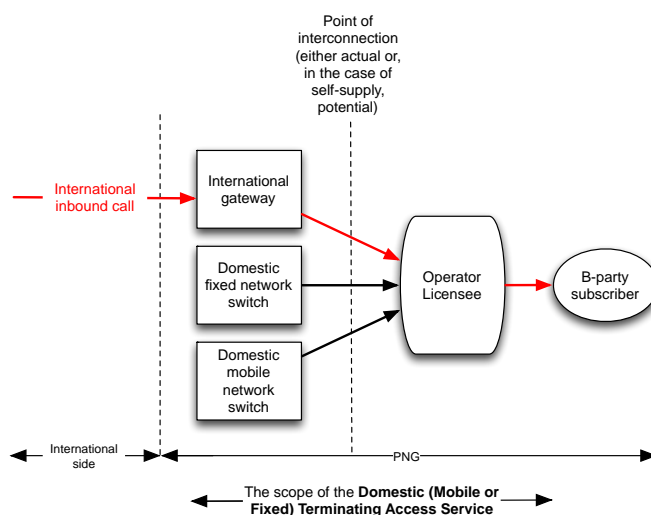 Point of
interconnection
(either actual or,
in the case of
self-supply,
potential)
International
inbound call
International
gateway
Domestic
fixed network
switch
Domestic
mobile
network
switch
Operator
Licensee
B-party
subscriber
International
side
PNG
The scope of the Domestic (Mobile or
Fixed) Terminating Access Service